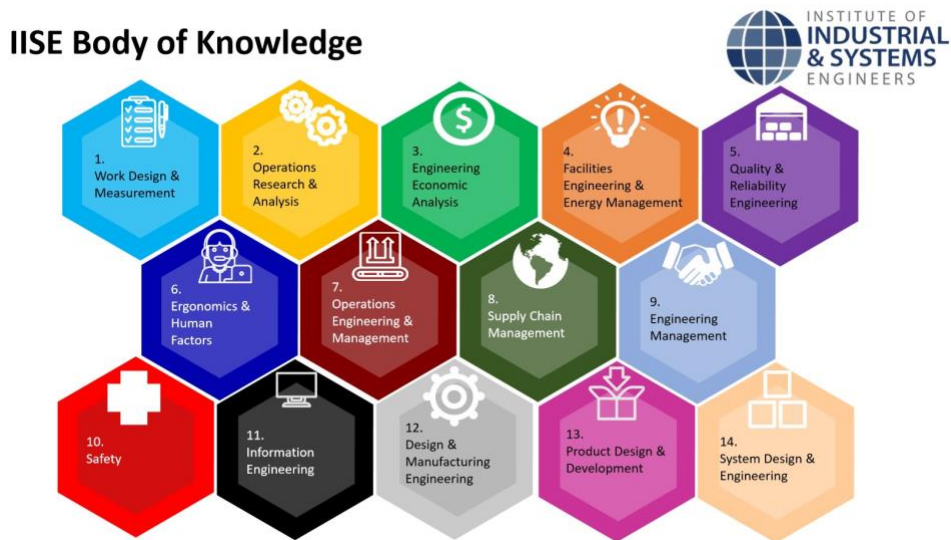 IISE Body of Knowledge
INSTITUTE OF
INDUSTRIAL
& SYSTEMS
ENGINEERS
1.
Work Design &
Measurement
2.
Operations
Research &
Analysis
3.
Engineering
Economic
Analysis
4.
Facilities
Engineering &
Energy Management
5.
Quality &
Reliability
Engineering
6.
Ergonomics &
Human
Factors
7.
Operations
Engineering &
Management
8.
Supply Chain
Management
9.
Engineering
Management
10.
Safety
11.
Information
Engineering
12.
Design &
Manufacturing
Engineering
13.
Product Design &
Development
14.
System Design &
Engineering